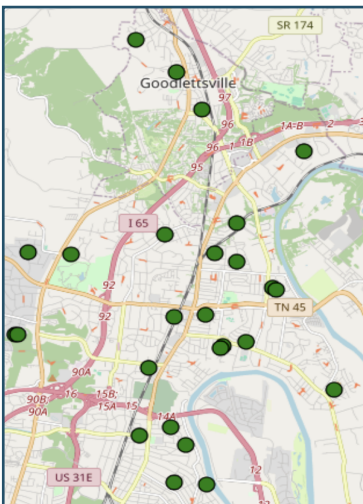 SR 174
Goodlettsville
97
96
1A-B
2
96
1
1B
95
I 65
92
TN 45
92
90A
16
15B;
90B;
15A
15
90A
14A
12
US 31E